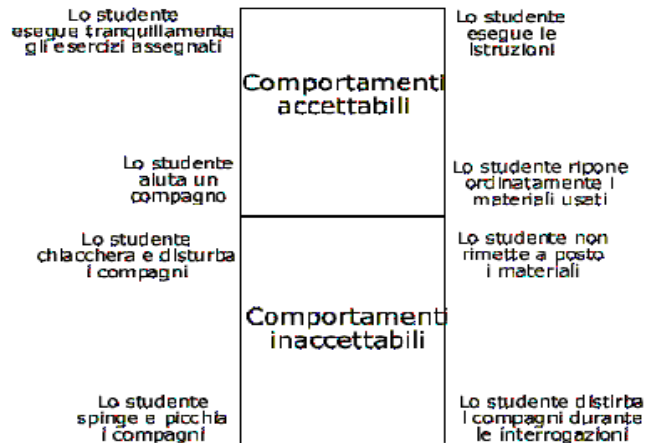 Lo studente
esegue tranquillamente
gli esercizi assegnati
Lo studente
esegue le
istruzioni
Comportamenti
accettabili
Lo studente
aiuta un
compagno
Lo studente ripone
ordinatamente i
materiali usati
Lo studente
chiacchera e disturba
i compagni
Lo studente non
rimette a posto
i materiali
Comportamenti
inaccettabili
Lo studente
spinge e picchia
i compagni
Lo studente distirba
i compagni durante
le interrogazioni